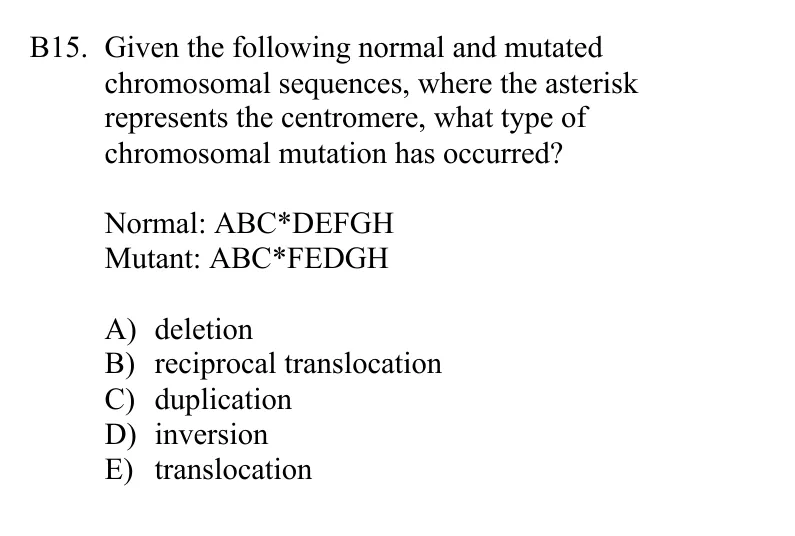 B15. Given the following normal and mutated
chromosomal sequences, where the asterisk
represents the centromere, what type of
chromosomal mutation has occurred?
Normal: ABC*DEFGH
Mutant: ABC*FEDGH
A) deletion
B) reciprocal translocation
C) duplication
D) inversion
E) translocation